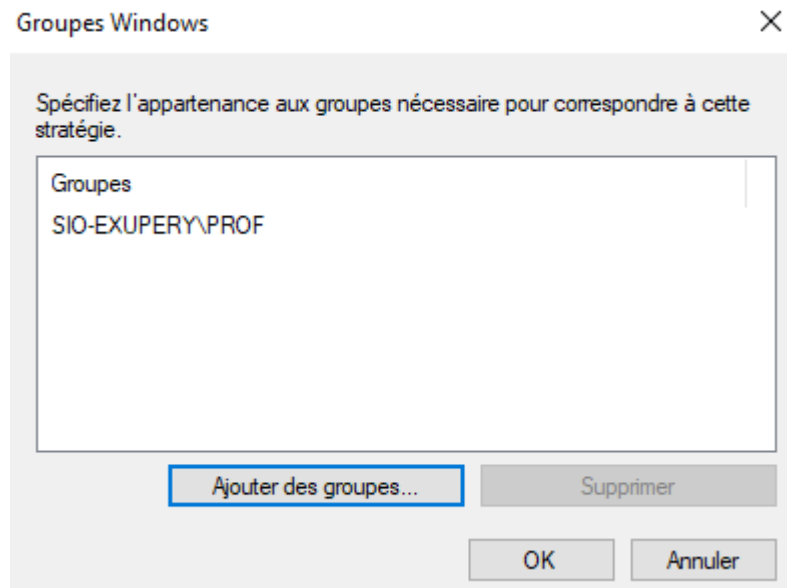 Groupes Windows
Spécifiez l'appartenance aux groupes nécessaire pour correspondre à cette
stratégie.
Groupes
SIO-EXUPERY\PROF
Ajouter des groupes...
Supprimer
OK
Annuler